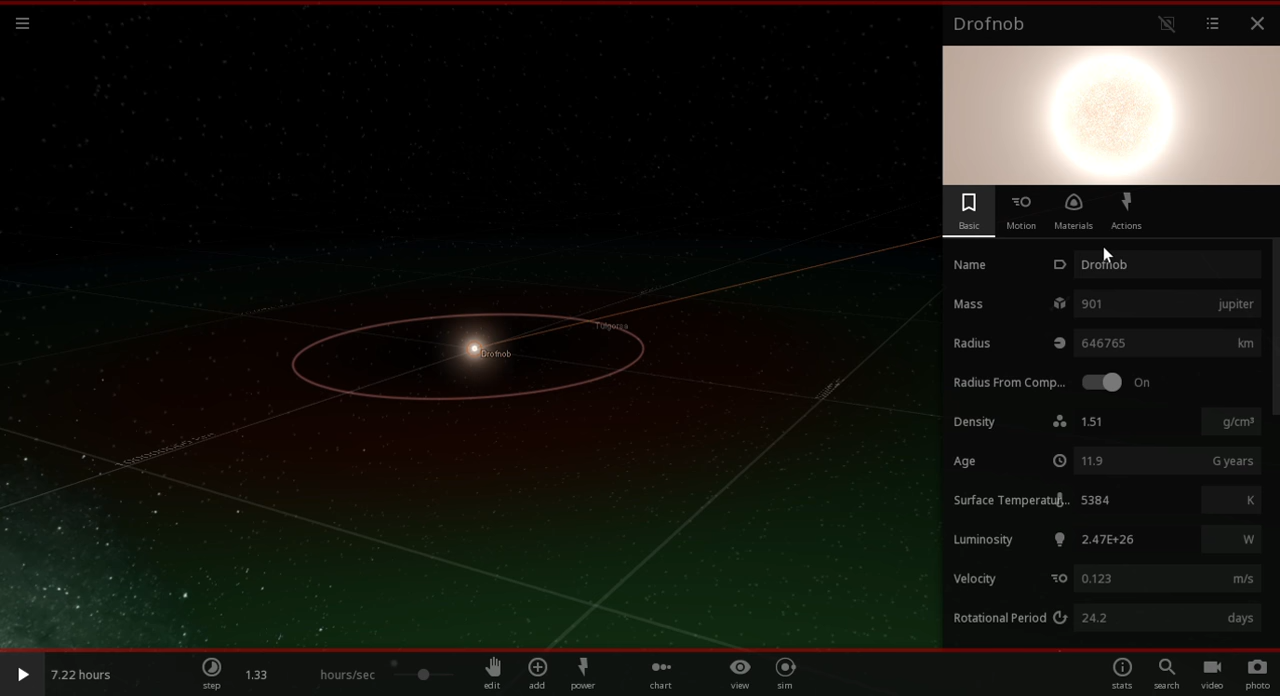 Drofnob
Basic
Motion
Materials
Actions
Name Drofnob
Mass 901 jupiter
Radius 646765 km
Radius From Comp... On
Density 1.51 g/cm³
Age 11.9 G years
Surface Temperatur... 5384 K
Luminosity 2.47E+26 W
Velocity 0.123 m/s
Rotational Period 24.2 days
Tulgonia
Drofnob
7.22 hours
step
1.33 hours/sec
edit
add
power
chart
view
sim
stats
search
video
photo